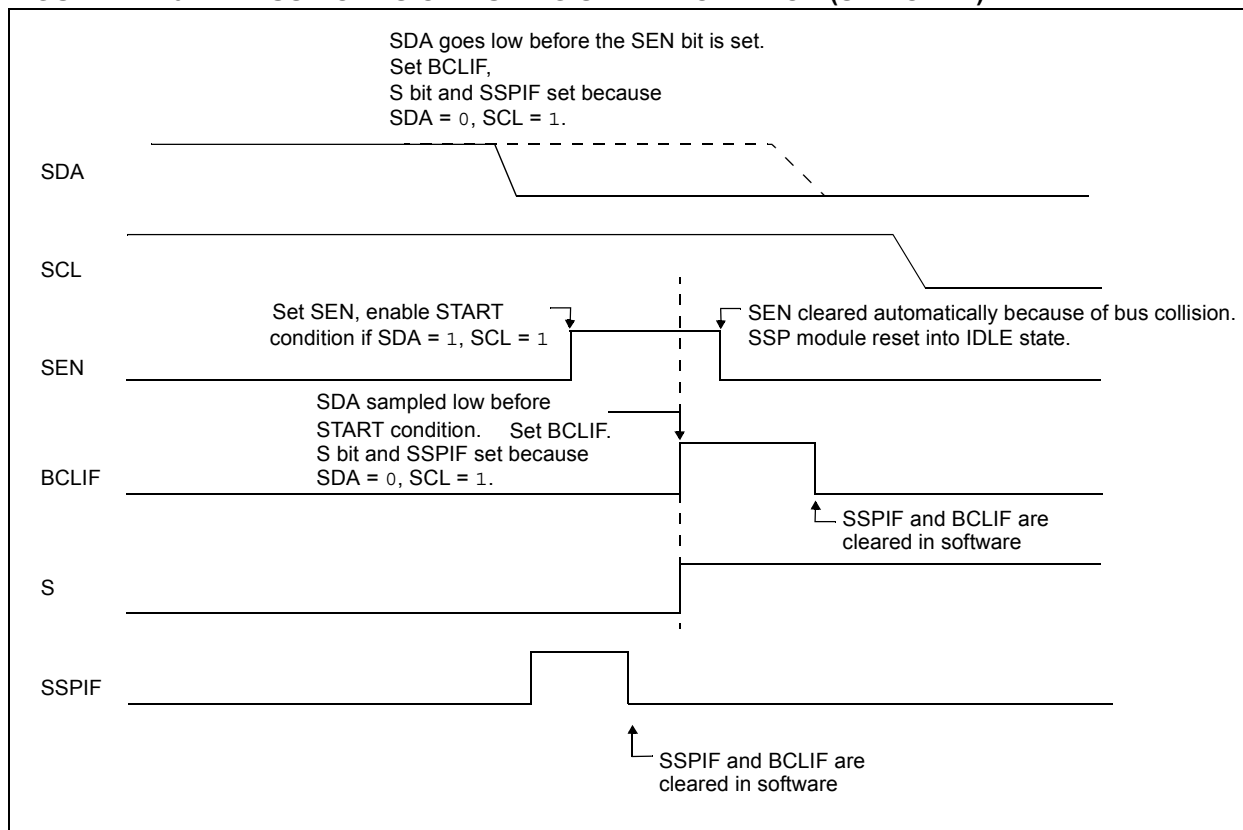 SDA goes low before the SEN bit is set.
Set BCLIF,
S bit and SSPIF set because
SDA = 0, SCL = 1.
SDA
SCL
Set SEN, enable START
condition if SDA = 1, SCL = 1
SEN cleared automatically because of bus collision.
SSP module reset into IDLE state.
SEN
SDA sampled low before
START condition. Set BCLIF.
S bit and SSPIF set because
SDA = 0, SCL = 1.
BCLIF
SSPIF and BCLIF are
cleared in software
S
SSPIF
SSPIF and BCLIF are
cleared in software